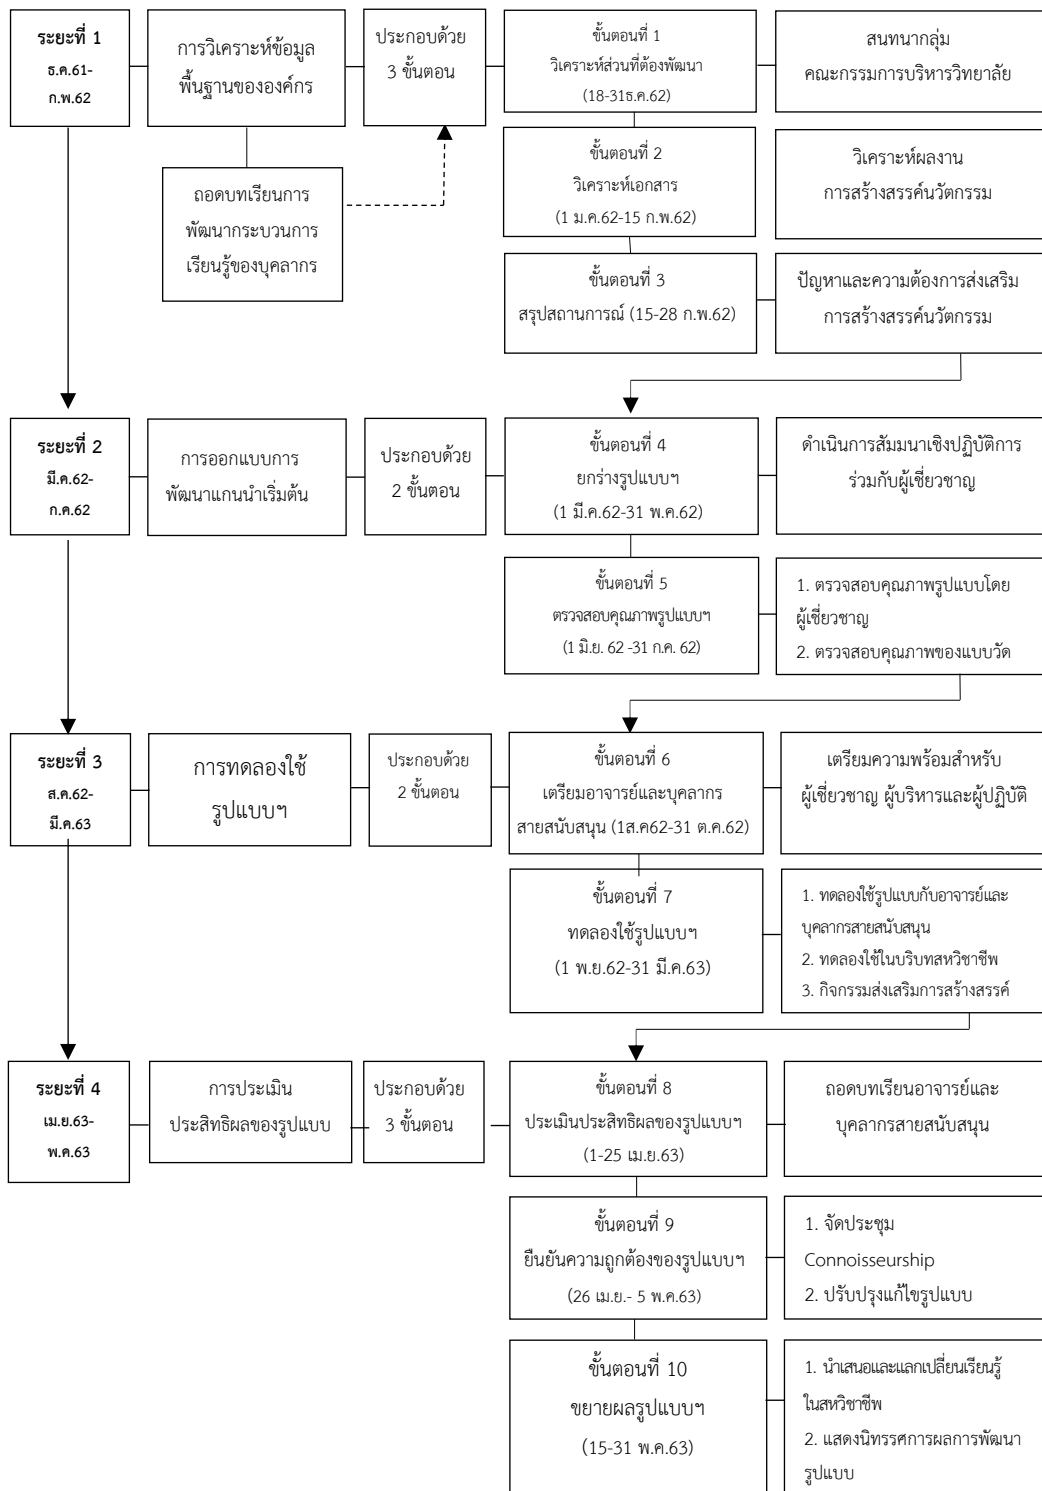 ระยะที่ 1
ธ.ค.61-
ก.พ.62
การวิเคราะห์ข้อมูล
พื้นฐานขององค์กร
ประกอบด้วย
3 ขั้นตอน
ขั้นตอนที่ 1
วิเคราะห์ส่วนที่ต้องพัฒนา
(18-31ธ.ค.62)
สนทนากลุ่ม
คณะกรรมการบริหารวิทยาลัย
ถอดบทเรียนการ
พัฒนากระบวนการ
เรียนรู้ของบุคลากร
ขั้นตอนที่ 2
วิเคราะห์เอกสาร
(1 ม.ค.62-15 ก.พ.62)
วิเคราะห์ผลงาน
การสร้างสรรค์นวัตกรรม
ขั้นตอนที่ 3
สรุปสถานการณ์ (15-28 ก.พ.62)
ปัญหาและความต้องการส่งเสริม
การสร้างสรรค์นวัตกรรม
ระยะที่ 2
มี.ค.62-
ก.ค.62
การออกแบบการ
พัฒนาแกนนำเริ่มต้น
ประกอบด้วย
2 ขั้นตอน
ขั้นตอนที่ 4
ยกร่างรูปแบบฯ
(1 มี.ค.62-31 พ.ค.62)
ดำเนินการสัมมนาเชิงปฏิบัติการ
ร่วมกับผู้เชี่ยวชาญ
ขั้นตอนที่ 5
ตรวจสอบคุณภาพรูปแบบฯ
(1 มิ.ย. 62 -31 ก.ค. 62)
1. ตรวจสอบคุณภาพรูปแบบโดย
ผู้เชี่ยวชาญ
2. ตรวจสอบคุณภาพของแบบวัด
ระยะที่ 3
ส.ค.62-
มี.ค.63
การทดลองใช้
รูปแบบฯ
ประกอบด้วย
2 ขั้นตอน
ขั้นตอนที่ 6
เตรียมอาจารย์และบุคลากร
สายสนับสนุน (1ส.ค62-31 ต.ค.62)
เตรียมความพร้อมสำหรับ
ผู้เชี่ยวชาญ ผู้บริหารและผู้ปฏิบัติ
ขั้นตอนที่ 7
ทดลองใช้รูปแบบฯ
(1 พ.ย.62-31 มี.ค.63)
1. ทดลองใช้รูปแบบกับอาจารย์และ
บุคลากรสายสนับสนุน
2. ทดลองใช้ในบริบทสหวิชาชีพ
3. กิจกรรมส่งเสริมการสร้างสรรค์
ระยะที่ 4
เม.ย.63-
พ.ค.63
การประเมิน
ประสิทธิผลของรูปแบบ
ประกอบด้วย
3 ขั้นตอน
ขั้นตอนที่ 8
ประเมินประสิทธิผลของรูปแบบฯ
(1-25 เม.ย.63)
ถอดบทเรียนอาจารย์และ
บุคลากรสายสนับสนุน
ขั้นตอนที่ 9
ยืนยันความถูกต้องของรูปแบบฯ
(26 เม.ย.- 5 พ.ค.63)
1. จัดประชุม
Connoisseurship
2. ปรับปรุงแก้ไขรูปแบบ
ขั้นตอนที่ 10
ขยายผลรูปแบบฯ
(15-31 พ.ค.63)
1. นำเสนอและแลกเปลี่ยนเรียนรู้
ในสหวิชาชีพ
2. แสดงนิทรรศการผลการพัฒนา
รูปแบบ